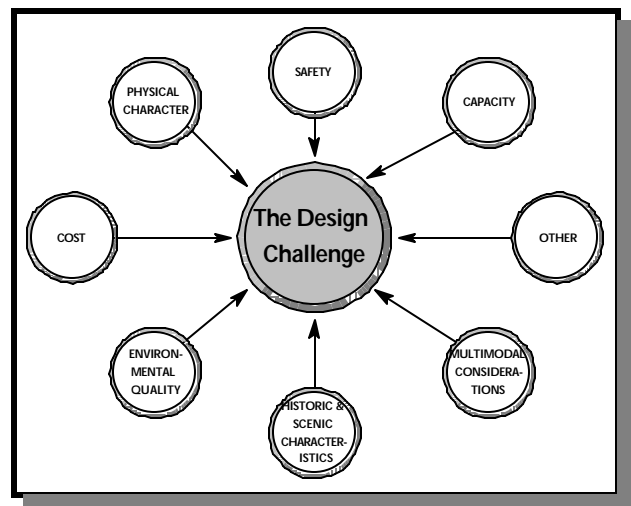 SAFETY
PHYSICAL
CHARACTER
CAPACITY
The Design
Challenge
COST
OTHER
ENVIRON-
MENTAL
QUALITY
MULTIMODAL
CONSIDERA-
TIONS
HISTORIC &
SCENIC
CHARACTER-
ISTICS